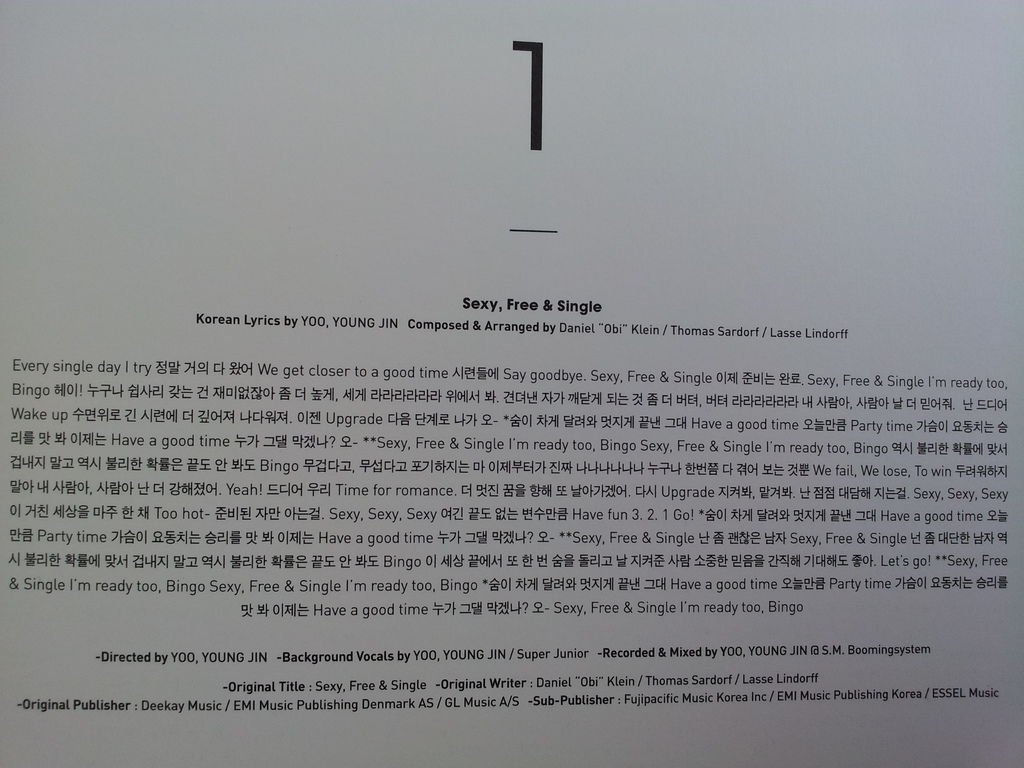 1
Sexy, Free & Single
Korean Lyrics by YOO, YOUNG JIN Composed & Arranged by Daniel "Obi" Klein / Thomas Sardorf / Lasse Lindorff
Every single day I try 정말 거의 다 왔어 We get closer to a good time 시련들에 Say goodbye. Sexy, Free & Single 이제 준비는 완료, Sexy, Free & Single I'm ready too,
Bingo 헤이! 누구나 쉽사리 갖는 건 재미없잖아 좀 더 높게, 세게 라라라라라라 위에서 봐. 견뎌낸 자가 깨닫게 되는 것 좀 더 버텨, 버텨 라라라라라라 내 사람아, 사람아 날 더 믿어줘. 난 드디어
Wake up 수면위로 긴 시련에 더 깊어져 나다워져. 이젠 Upgrade 다음 단계로 나가 오- *숨이 차게 달려와 멋지게 끝낸 그대 Have a good time 오늘만큼 Party time 가슴이 요동치는 승
리를 맛 봐 이제는 Have a good time 누가 그댈 막겠나? 오- **Sexy, Free & Single I'm ready too, Bingo Sexy, Free & Single I'm ready too, Bingo 역시 불리한 확률에 맞서
겁내지 말고 역시 불리한 확률은 끝도 안 봐도 Bingo 무겁다고, 무섭다고 포기하지는 마 이제부터가 진짜 나나나나나나 누구나 한번쯤 다 겪어 보는 것뿐 We fail, We lose, To win 두려워하지
말아 내 사람아, 사람아 난 더 강해졌어. Yeah! 드디어 우리 Time for romance. 더 멋진 꿈을 향해 또 날아가겠어. 다시 Upgrade 지켜봐, 맡겨봐. 난 점점 대담해 지는걸. Sexy, Sexy, Sexy
이 거친 세상을 마주 한 채 Too hot- 준비된 자만 아는걸. Sexy, Sexy, Sexy 여긴 끝도 없는 변수만큼 Have fun 3. 2. 1 Go! *숨이 차게 달려와 멋지게 끝낸 그대 Have a good time 오늘
만큼 Party time 가슴이 요동치는 승리를 맛 봐 이제는 Have a good time 누가 그댈 막겠나? 오- **Sexy, Free & Single 난 좀 괜찮은 남자 Sexy, Free & Single 넌 좀 대단한 남자 역
시 불리한 확률에 맞서 겁내지 말고 역시 불리한 확률은 끝도 안 봐도 Bingo 이 세상 끝에서 또 한 번 숨을 돌리고 날 지켜준 사람 소중한 믿음을 간직해 기대해도 좋아. Let's go! **Sexy, Free
& Single I'm ready too, Bingo Sexy, Free & Single I'm ready too, Bingo *숨이 차게 달려와 멋지게 끝낸 그대 Have a good time 오늘만큼 Party time 가슴이 요동치는 승리를
맛 봐 이제는 Have a good time 누가 그댈 막겠나? 오- Sexy, Free & Single I'm ready too, Bingo
-Directed by YOO, YOUNG JIN -Background Vocals by YOO, YOUNG JIN / Super Junior -Recorded & Mixed by YOO, YOUNG JIN @ S.M. Boomingsystem
-Original Title : Sexy, Free & Single -Original Writer : Daniel "Obi" Klein / Thomas Sardorf / Lasse Lindorff
-Original Publisher : Deekay Music / EMI Music Publishing Denmark AS / GL Music A/S -Sub-Publisher : Fujipacific Music Korea Inc / EMI Music Publishing Korea / ESSEL Music